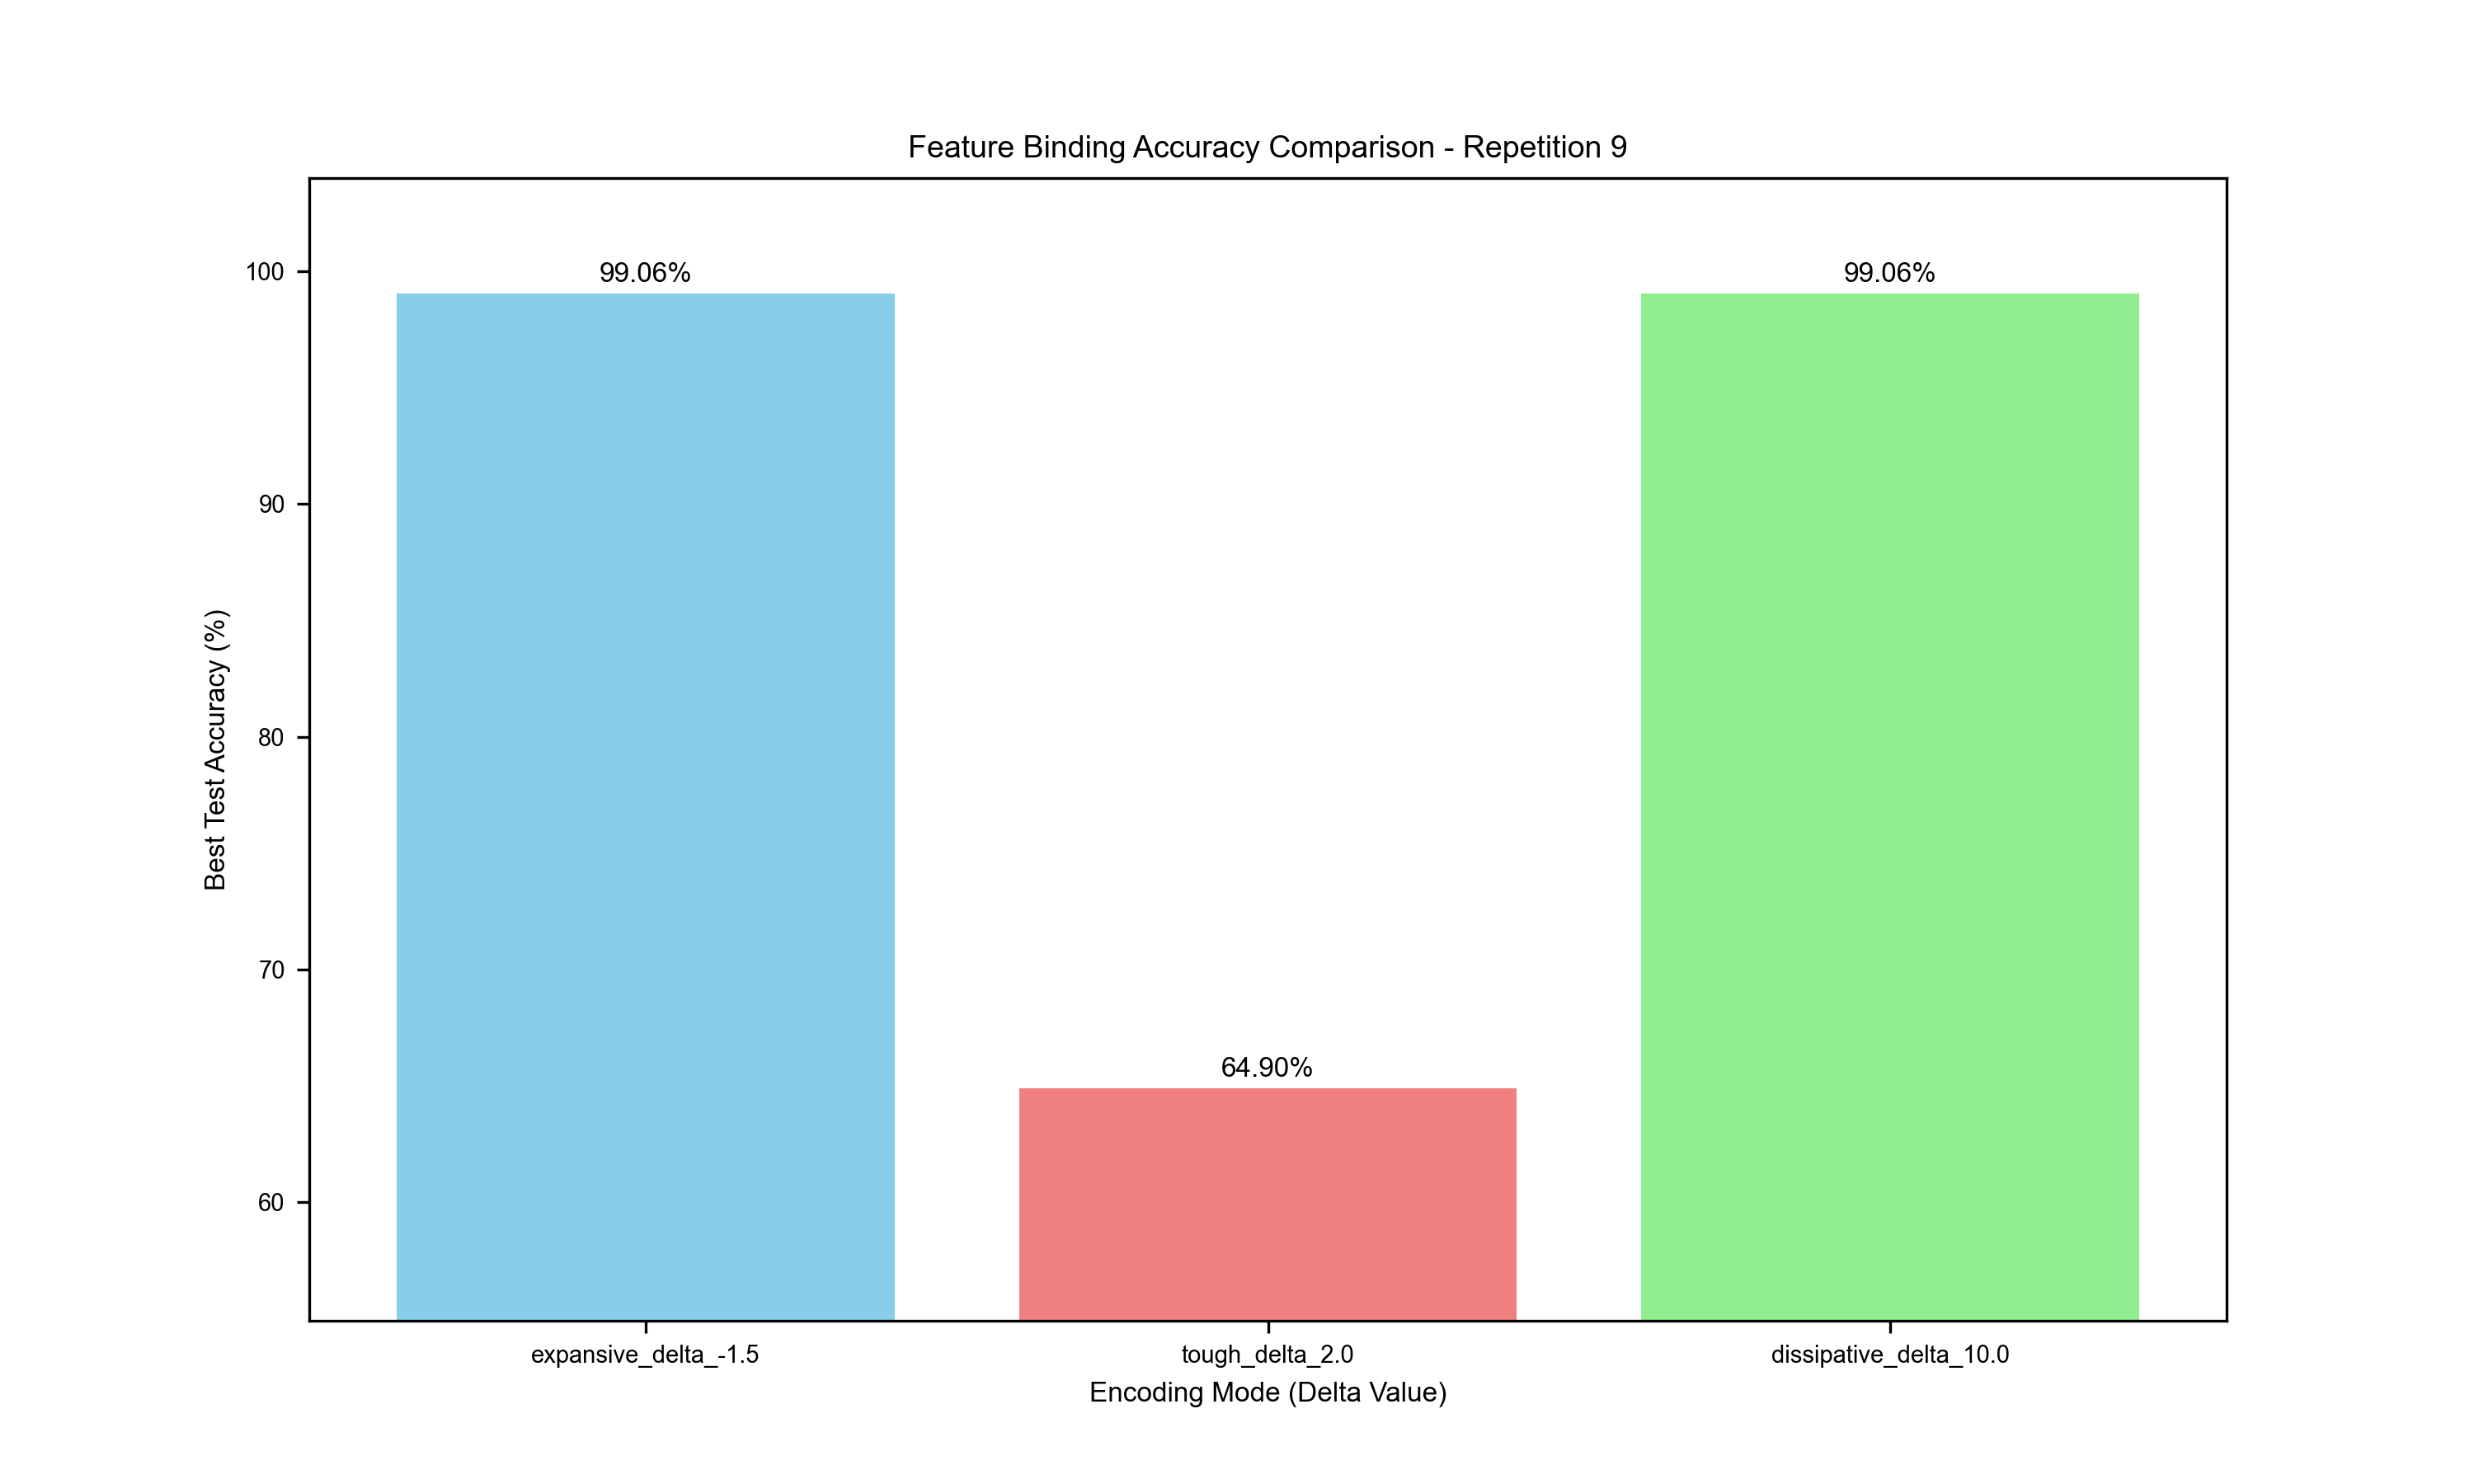 Feature Binding Accuracy Comparison - Repetition 9
Best Test Accuracy (%)
100
90
80
70
60
99.06%
64.90%
99.06%
expansive_delta_-1.5
tough_delta_2.0
dissipative_delta_10.0
Encoding Mode (Delta Value)